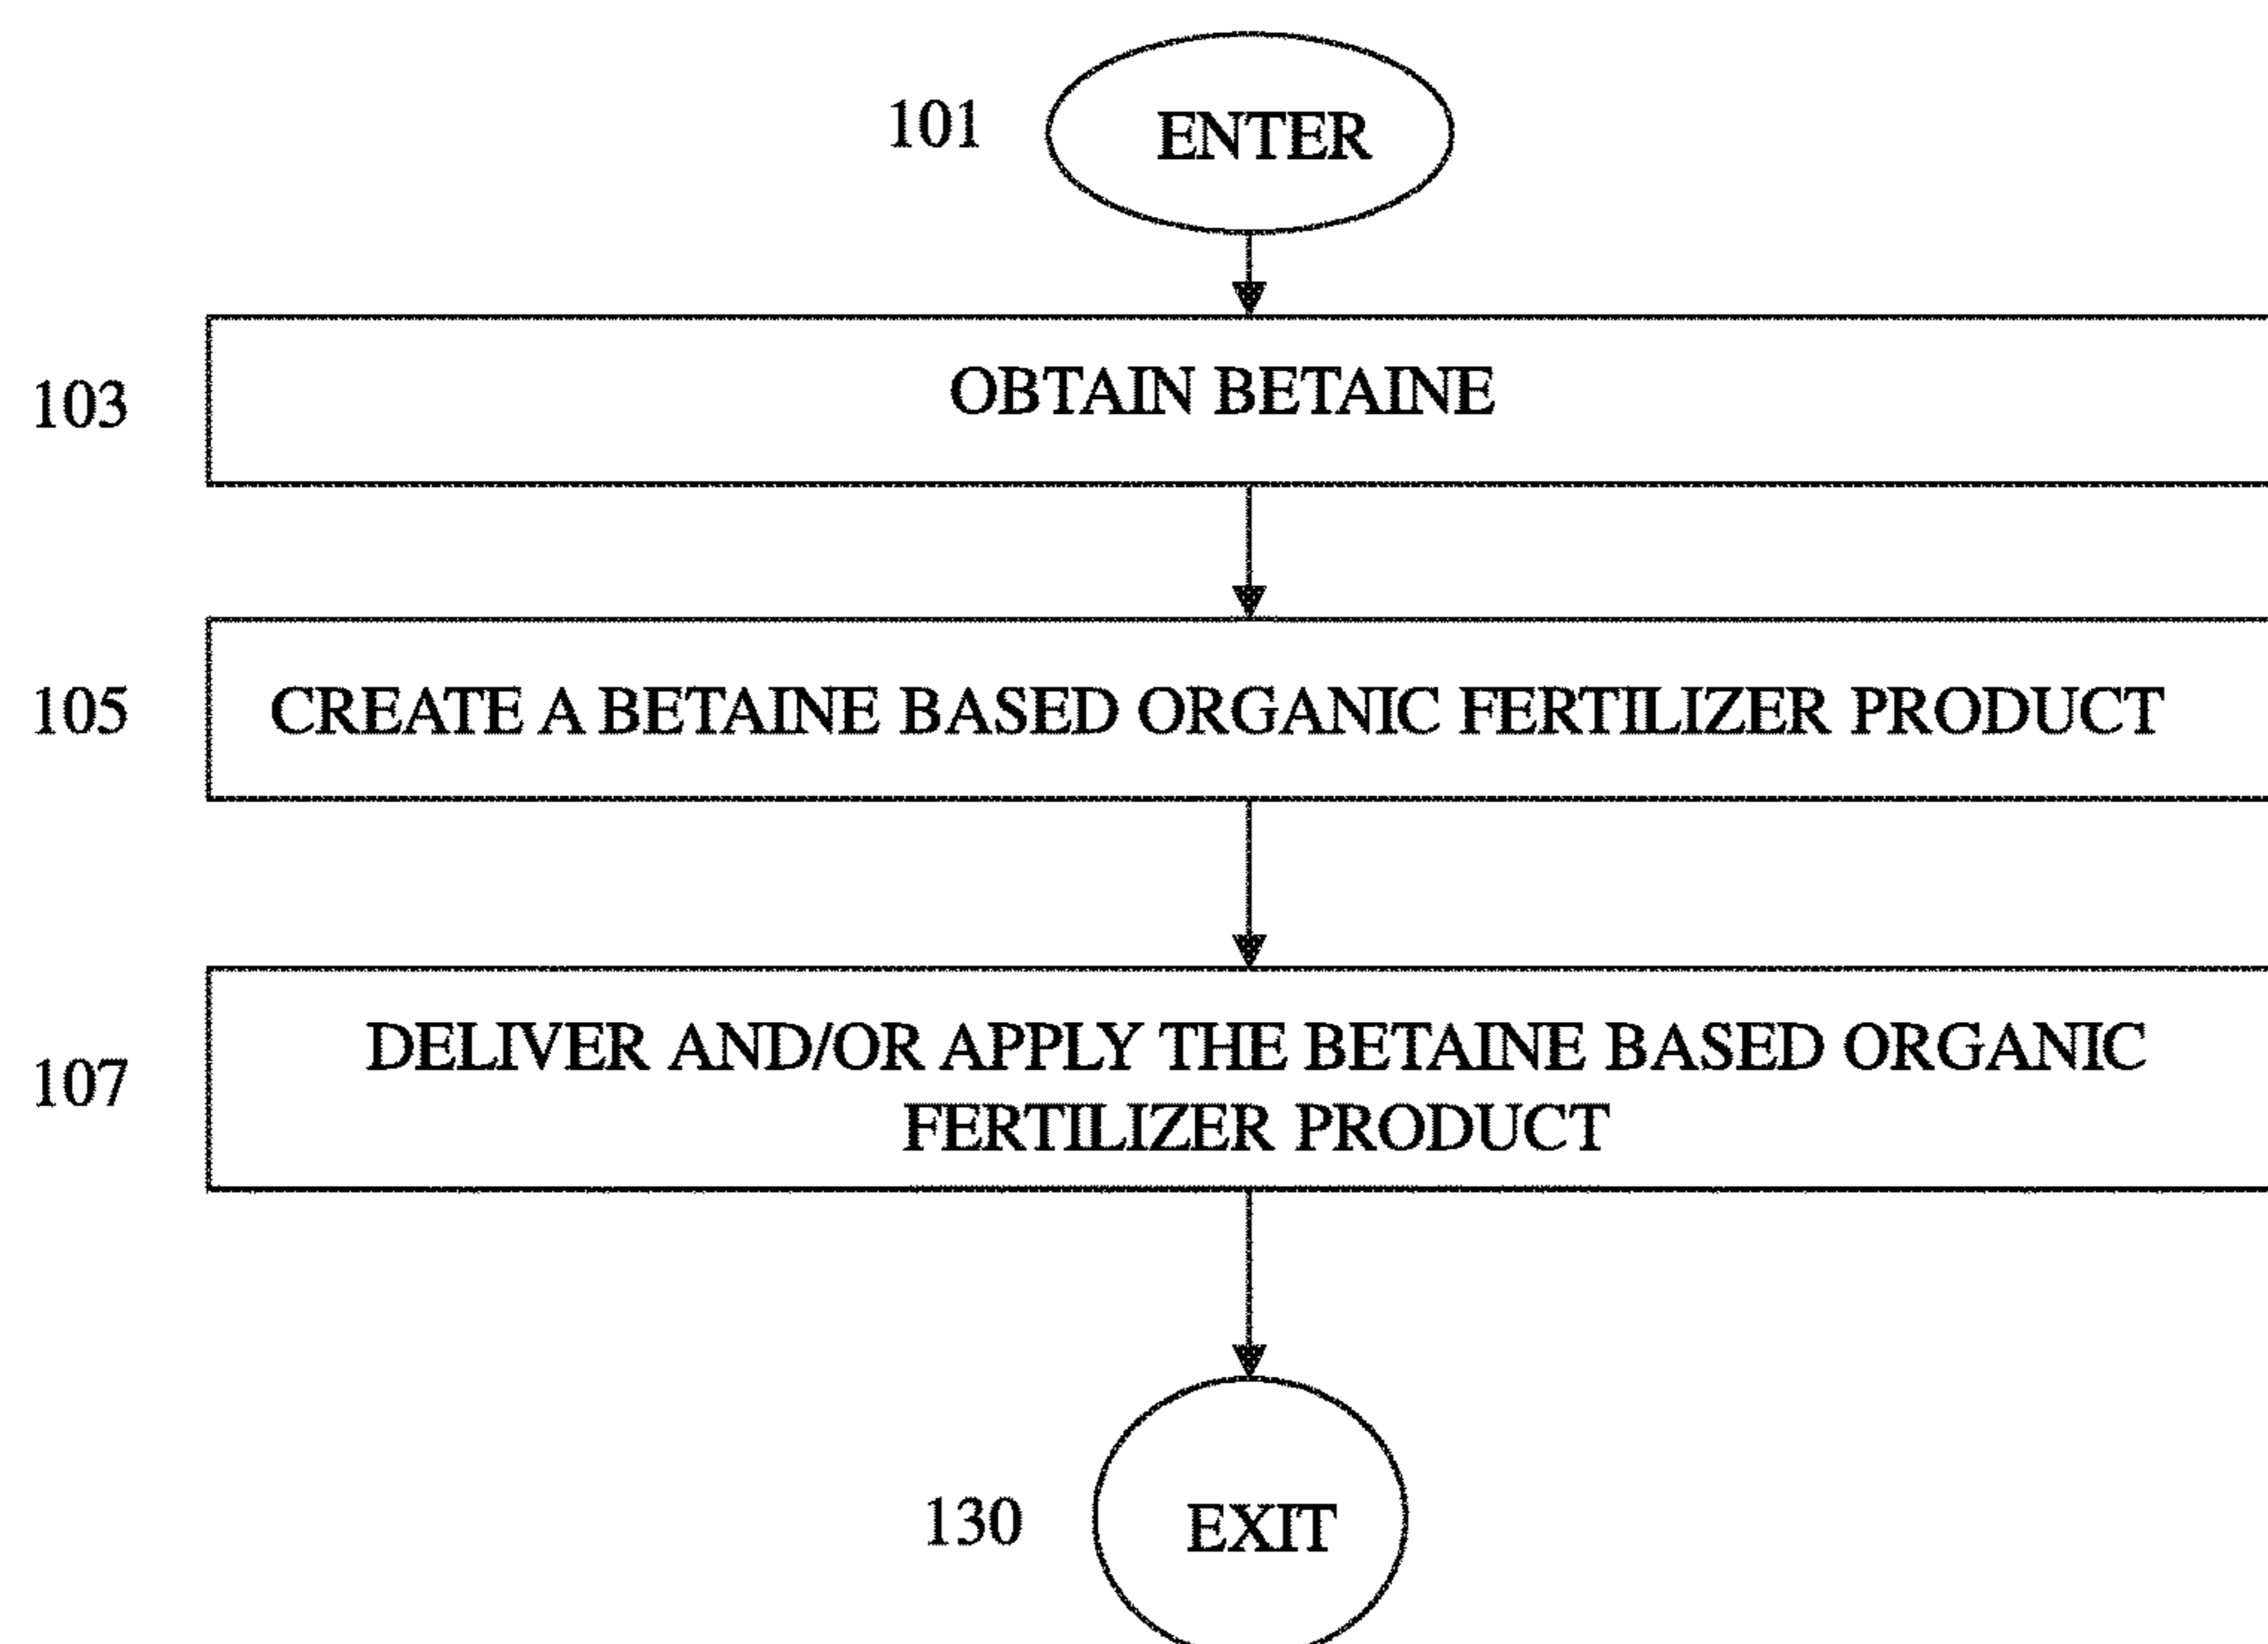 101 ENTER
103 OBTAIN BETAINE
105 CREATE A BETAINE BASED ORGANIC FERTILIZER PRODUCT
107 DELIVER AND/OR APPLY THE BETAINE BASED ORGANIC
FERTILIZER PRODUCT
130 EXIT